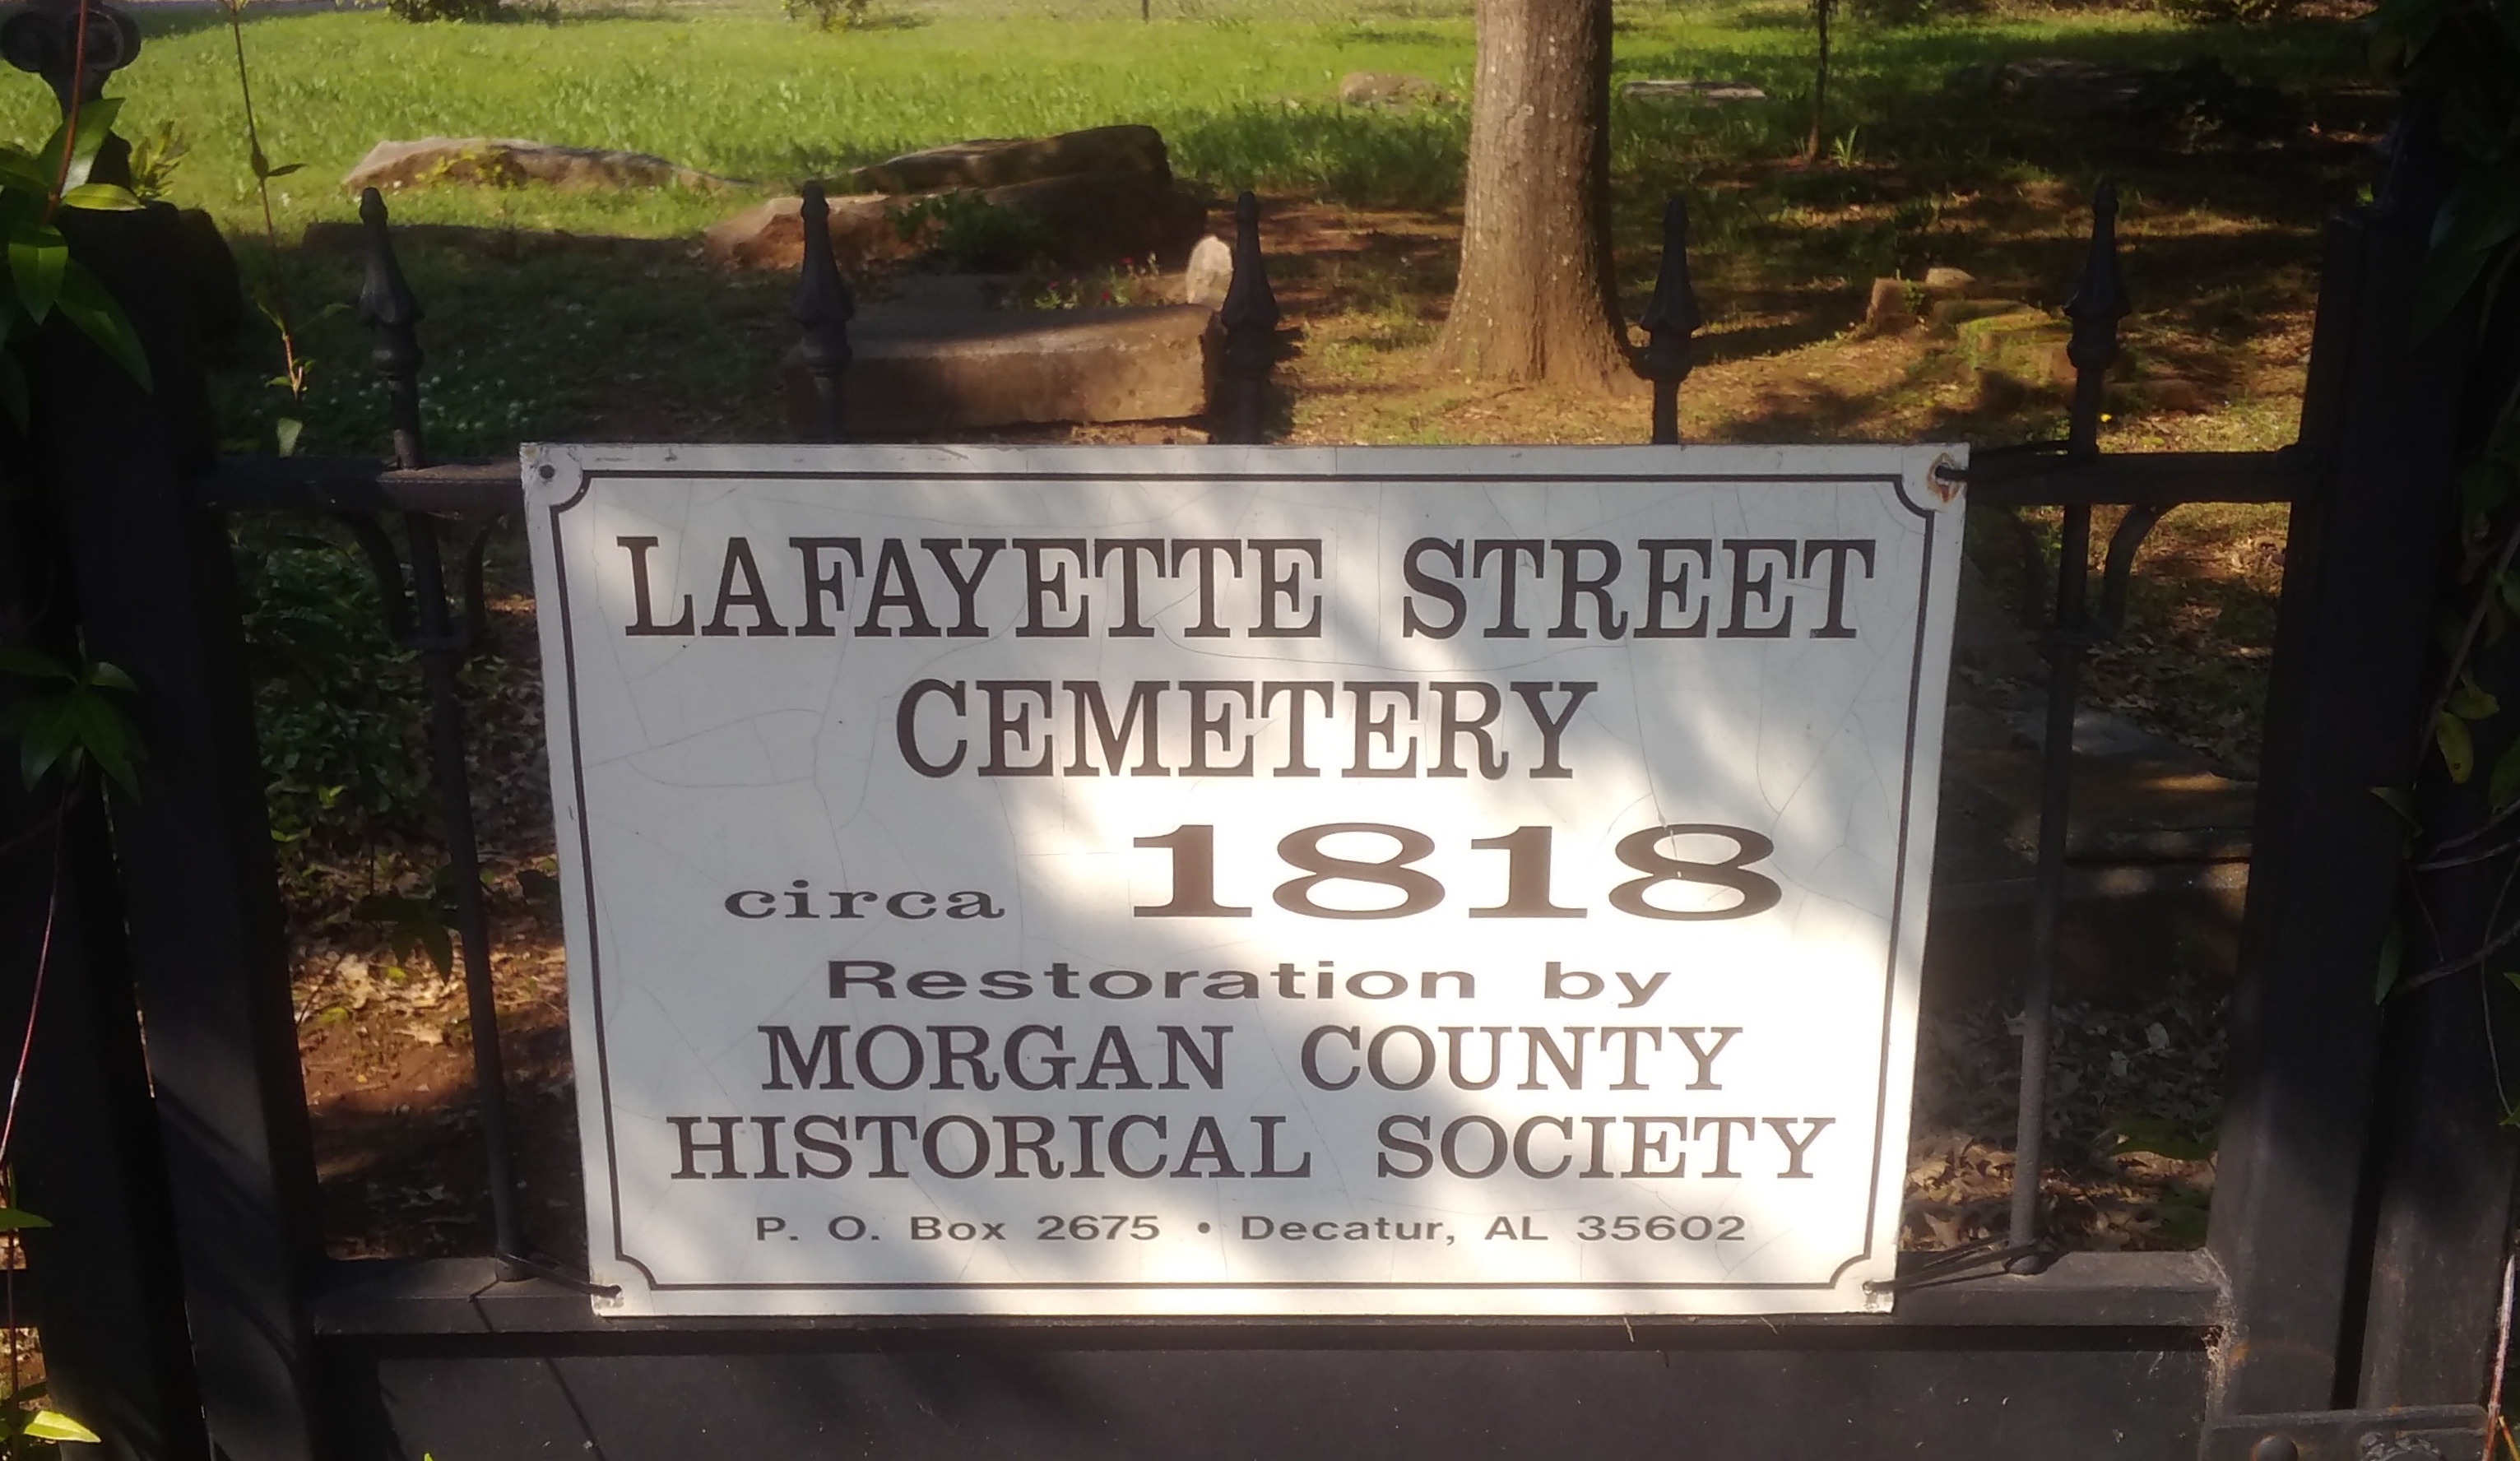 LAFAYETTE STREET
CEMETERY
circa 1818
Restoration by
MORGAN COUNTY
HISTORICAL SOCIETY
P. O. Box 2675 • Decatur, AL 35602